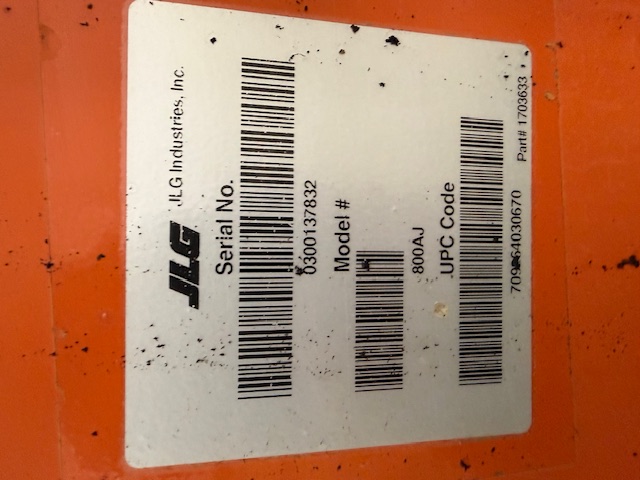 JLG JLG Industries, Inc.
Serial No.
0300137832
Model #
800AJ
UPC Code
Part# 1703633